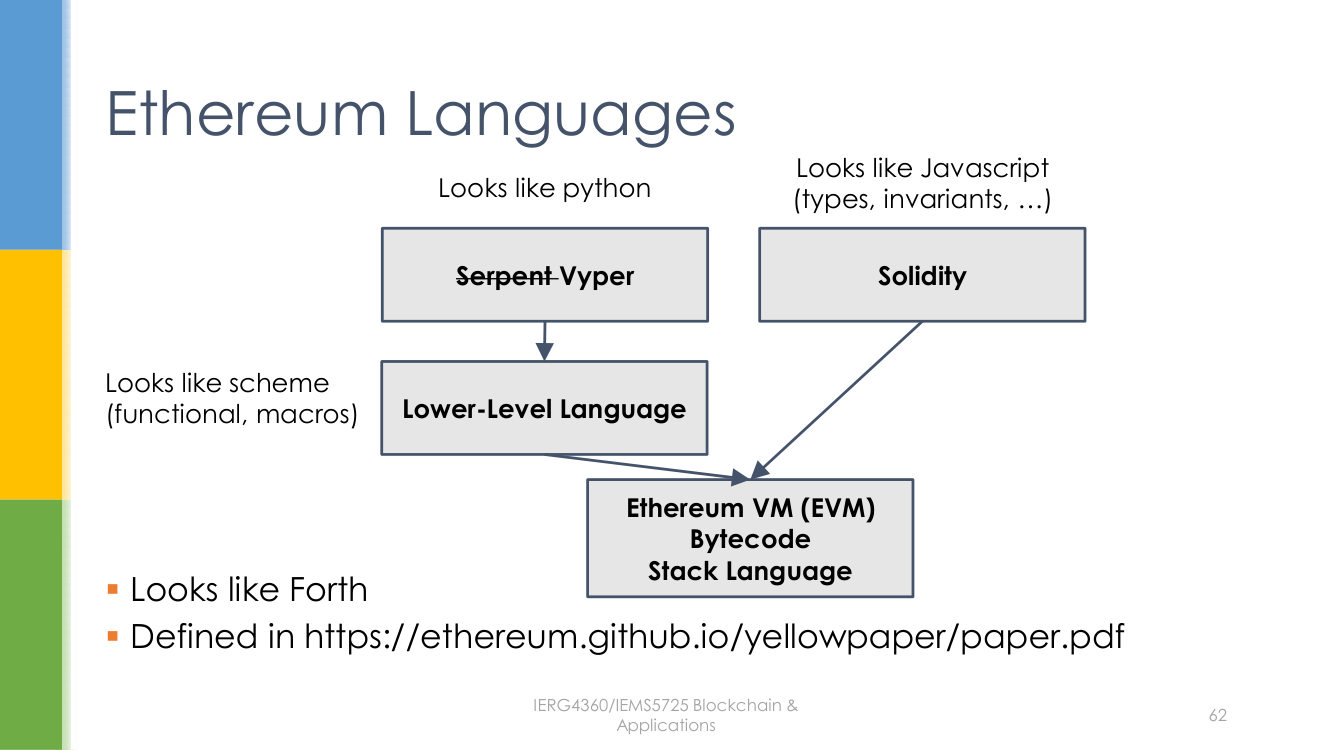 Ethereum Languages
Looks like python
Looks like Javascript
(types, invariants, …)
Serpent Vyper
Solidity
Looks like scheme
(functional, macros)
Lower-Level Language
Ethereum VM (EVM)
Bytecode
Stack Language
▪ Looks like Forth
▪ Defined in https://ethereum.github.io/yellowpaper/paper.pdf
IERG4360/IEMS5725 Blockchain &
Applications
62